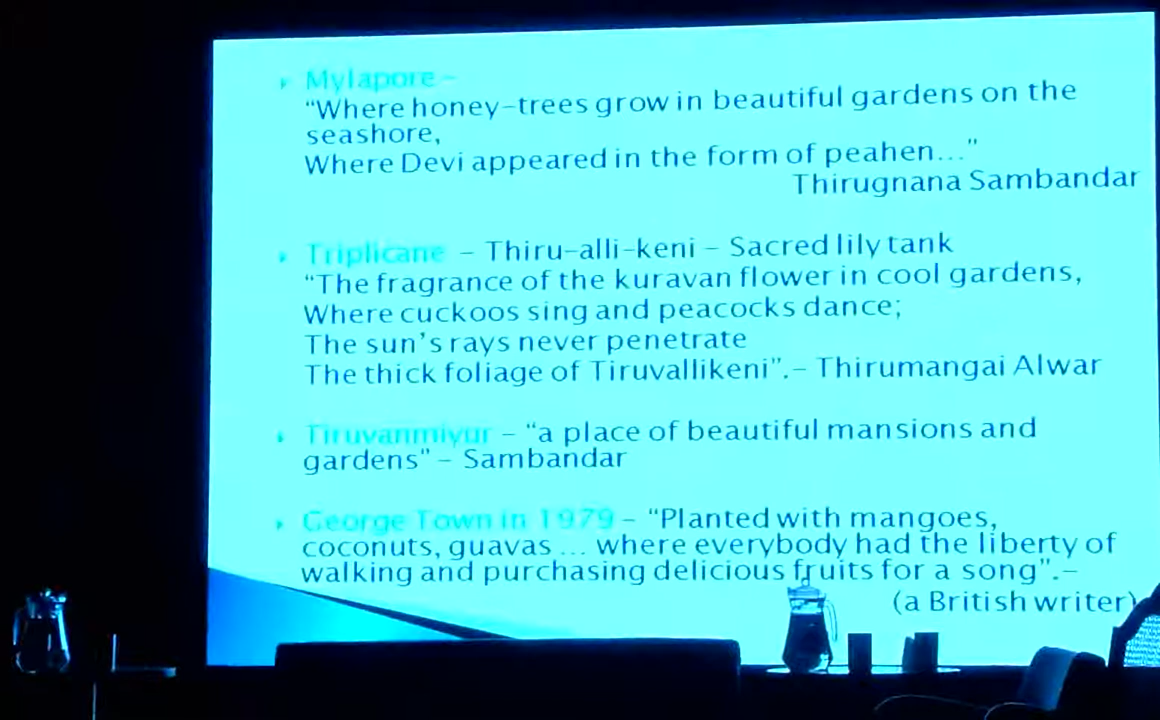 Mylapore –
“Where honey-trees grow in beautiful gardens on the
seashore,
Where Devi appeared in the form of peahen...”
Thirugnana Sambandar
Triplicane – Thiru-alli-keni – Sacred lily tank
“The fragrance of the kuravan flower in cool gardens,
Where cuckoos sing and peacocks dance;
The sun’s rays never penetrate
The thick foliage of Tiruvallikeni”.– Thirumangai Alwar
Tiruvanmiyur – “a place of beautiful mansions and
gardens” – Sambandar
George Town in 1979 – “Planted with mangoes,
coconuts, guavas ... where everybody had the liberty of
walking and purchasing delicious fruits for a song”.–
(a British writer)